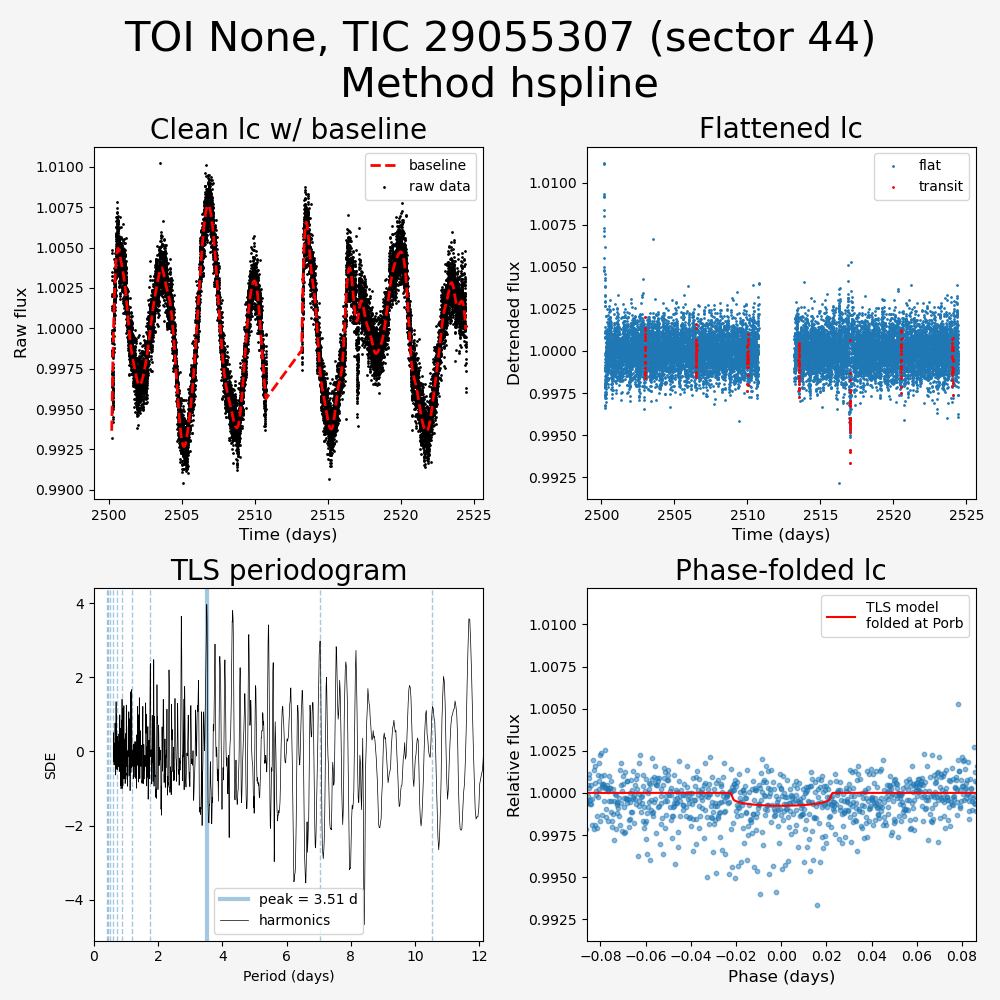 TOI None, TIC 29055307 (sector 44)
Method hspline
Clean lc w/ baseline
baseline
raw data
1.0100
1.0075
1.0050
1.0025
1.0000
0.9975
0.9950
0.9925
0.9900
Raw flux
2500 2505 2510 2515 2520 2525
Time (days)
Flattened lc
flat
transit
1.0100
1.0075
1.0050
1.0025
1.0000
0.9975
0.9950
0.9925
Detrended flux
2500 2505 2510 2515 2520 2525
Time (days)
TLS periodogram
4
2
0
−2
−4
SDE
peak = 3.51 d
harmonics
0 2 4 6 8 10 12
Period (days)
Phase-folded lc
TLS model
folded at Porb
1.0100
1.0075
1.0050
1.0025
1.0000
0.9975
0.9950
0.9925
Relative flux
−0.08 −0.06 −0.04 −0.02 0.00 0.02 0.04 0.06 0.08
Phase (days)